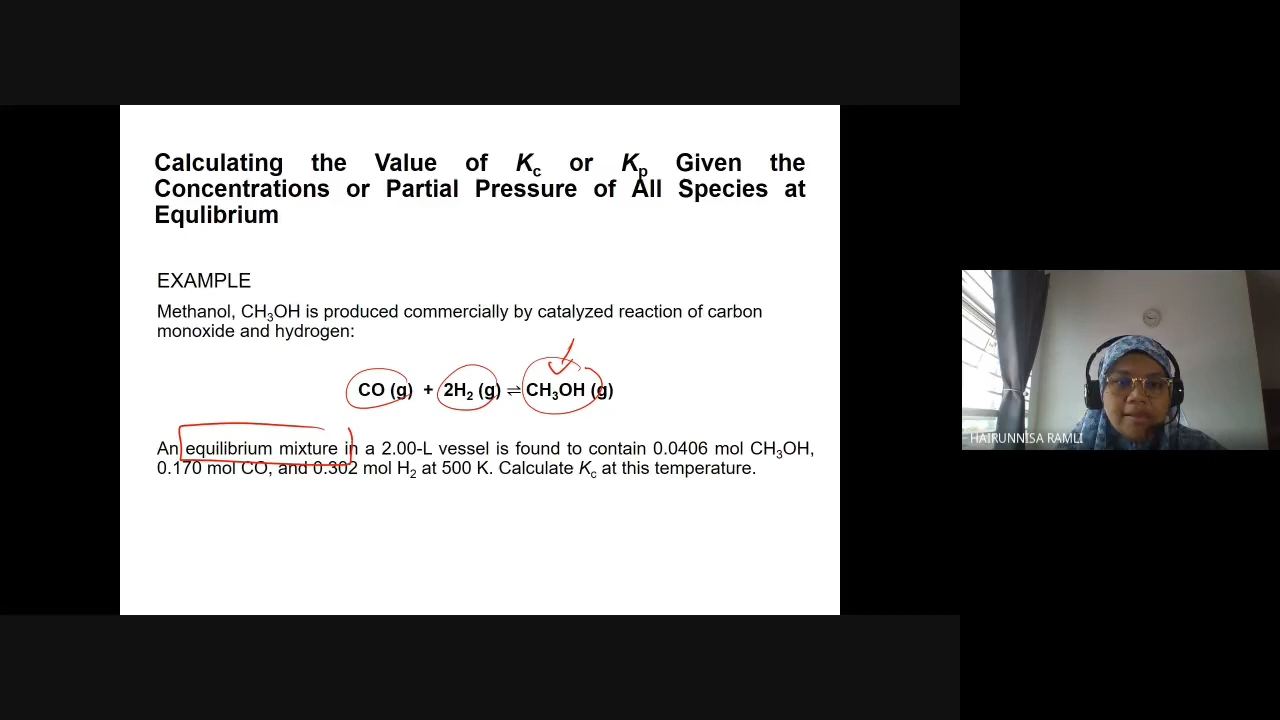 Calculating the Value of Kc or Kp Given the
Concentrations or Partial Pressure of All Species at
Equlibrium
EXAMPLE
Methanol, CH3OH is produced commercially by catalyzed reaction of carbon
monoxide and hydrogen:
CO (g) + 2H2 (g) ⇌ CH3OH (g)
An equilibrium mixture in a 2.00-L vessel is found to contain 0.0406 mol CH3OH,
0.170 mol CO, and 0.302 mol H2 at 500 K. Calculate Kc at this temperature.
HAIRUNNISA RAMLI